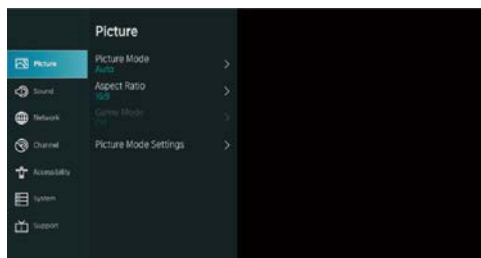 Picture
Picture
Sound
Network
Channel
Accessibility
System
Support
Picture Mode
Auto
Aspect Ratio
16:9
Game Mode
Picture Mode Settings